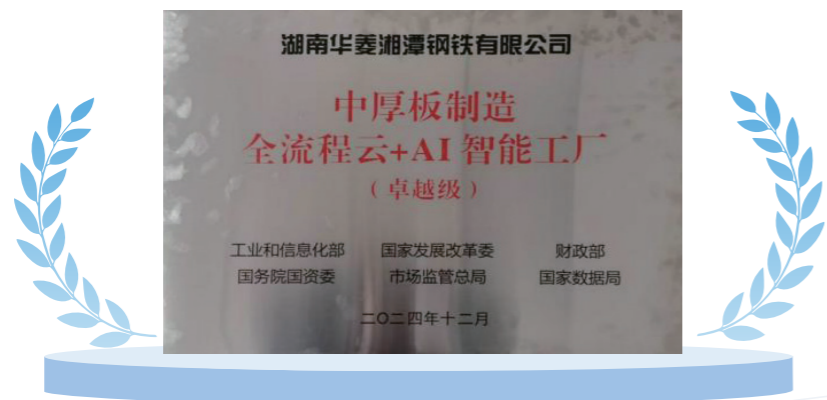 湖南华菱湘潭钢铁有限公司
中厚板制造
全流程云+AI 智能工厂
（卓越级）
工业和信息化部 国家发展改革委 财政部
国务院国资委 市场监管总局 国家数据局
二〇二四年十二月